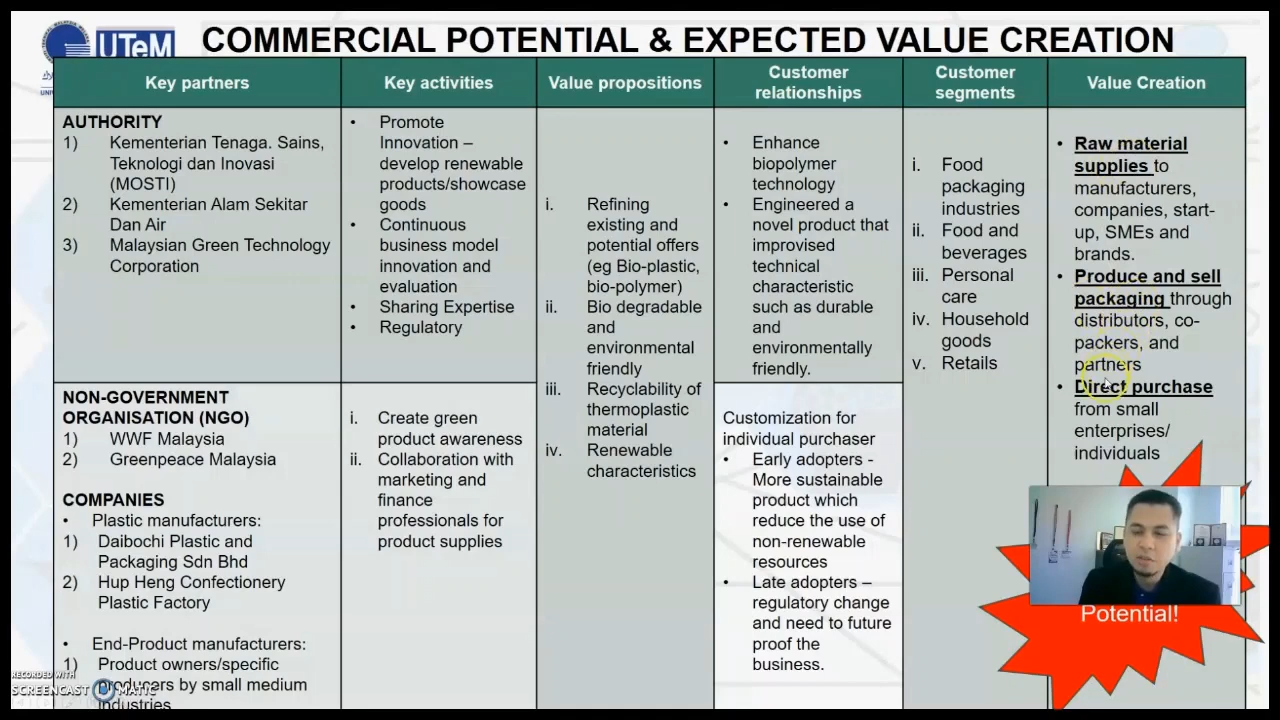 UTeM
COMMERCIAL POTENTIAL & EXPECTED VALUE CREATION
Key partners
Key activities
Value propositions
Customer
relationships
Customer
segments
Value Creation
AUTHORITY
1) Kementerian Tenaga. Sains,
Teknologi dan Inovasi
(MOSTI)
2) Kementerian Alam Sekitar
Dan Air
3) Malaysian Green Technology
Corporation
• Promote
Innovation –
develop renewable
products/showcase
goods
• Continuous
business model
innovation and
evaluation
• Sharing Expertise
• Regulatory
i. Refining
existing and
potential offers
(eg Bio-plastic,
bio-polymer)
ii. Bio degradable
and
environmental
friendly
iii. Recyclability of
thermoplastic
material
iv. Renewable
characteristics
• Enhance
biopolymer
technology
• Engineered a
novel product that
improvised
technical
characteristic
such as durable
and
environmentally
friendly.
i. Food
packaging
industries
ii. Food and
beverages
iii. Personal
care
iv. Household
goods
v. Retails
• Raw material
supplies to
manufacturers,
companies, start-
up, SMEs and
brands.
• Produce and sell
packaging through
distributors, co-
packers, and
partners
• Direct purchase
from small
enterprises/
individuals
NON-GOVERNMENT
ORGANISATION (NGO)
1) WWF Malaysia
2) Greenpeace Malaysia
COMPANIES
• Plastic manufacturers:
1) Daibochi Plastic and
Packaging Sdn Bhd
2) Hup Heng Confectionery
Plastic Factory
• End-Product manufacturers:
1) Product owners/specific
producers by small medium
industries
i. Create green
product awareness
ii. Collaboration with
marketing and
finance
professionals for
product supplies
Customization for
individual purchaser
• Early adopters -
More sustainable
product which
reduce the use of
non-renewable
resources
• Late adopters –
regulatory change
and need to future
proof the
business.
Potential!
RECORDED WITH
SCREENCAST MATIC